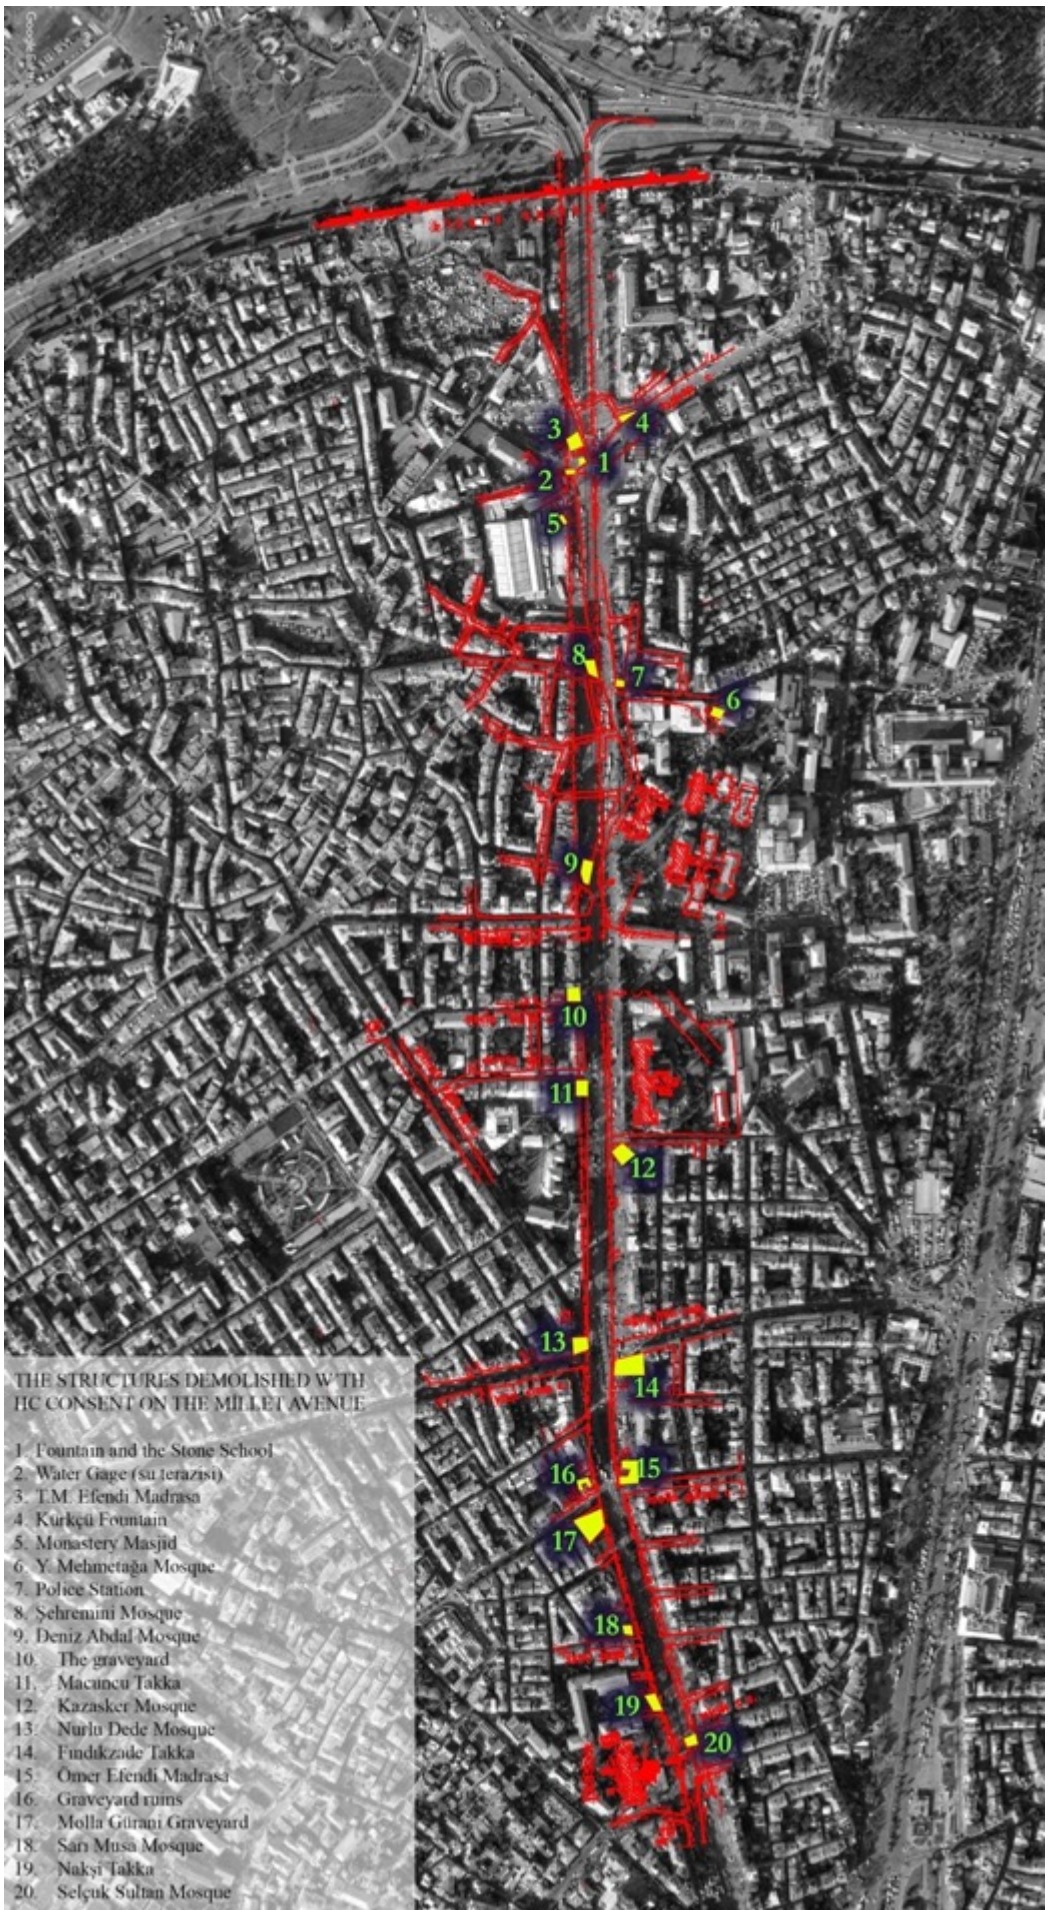 Google
3
4
1
2
5
8
7
6
9
10
11
12
13
14
16
15
17
18
19
20
THE STRUCTURES DEMOLISHED WITH
HC CONSENT ON THE MİLLET AVENUE
1. Fountain and the Stone School
2. Water Gage (su terazisi)
3. T.M. Efendi Madrasa
4. Kürkçü Fountain
5. Monastery Masjid
6. Y. Mehmetağa Mosque
7. Police Station
8. Şehremini Mosque
9. Deniz Abdal Mosque
10. The graveyard
11. Macuncu Takka
12. Kazasker Mosque
13. Nurlu Dede Mosque
14. Fındıkzade Takka
15. Ömer Efendi Madrasa
16. Graveyard ruins
17. Molla Gürani Graveyard
18. Sarı Musa Mosque
19. Nakşi Takka
20. Selçuk Sultan Mosque